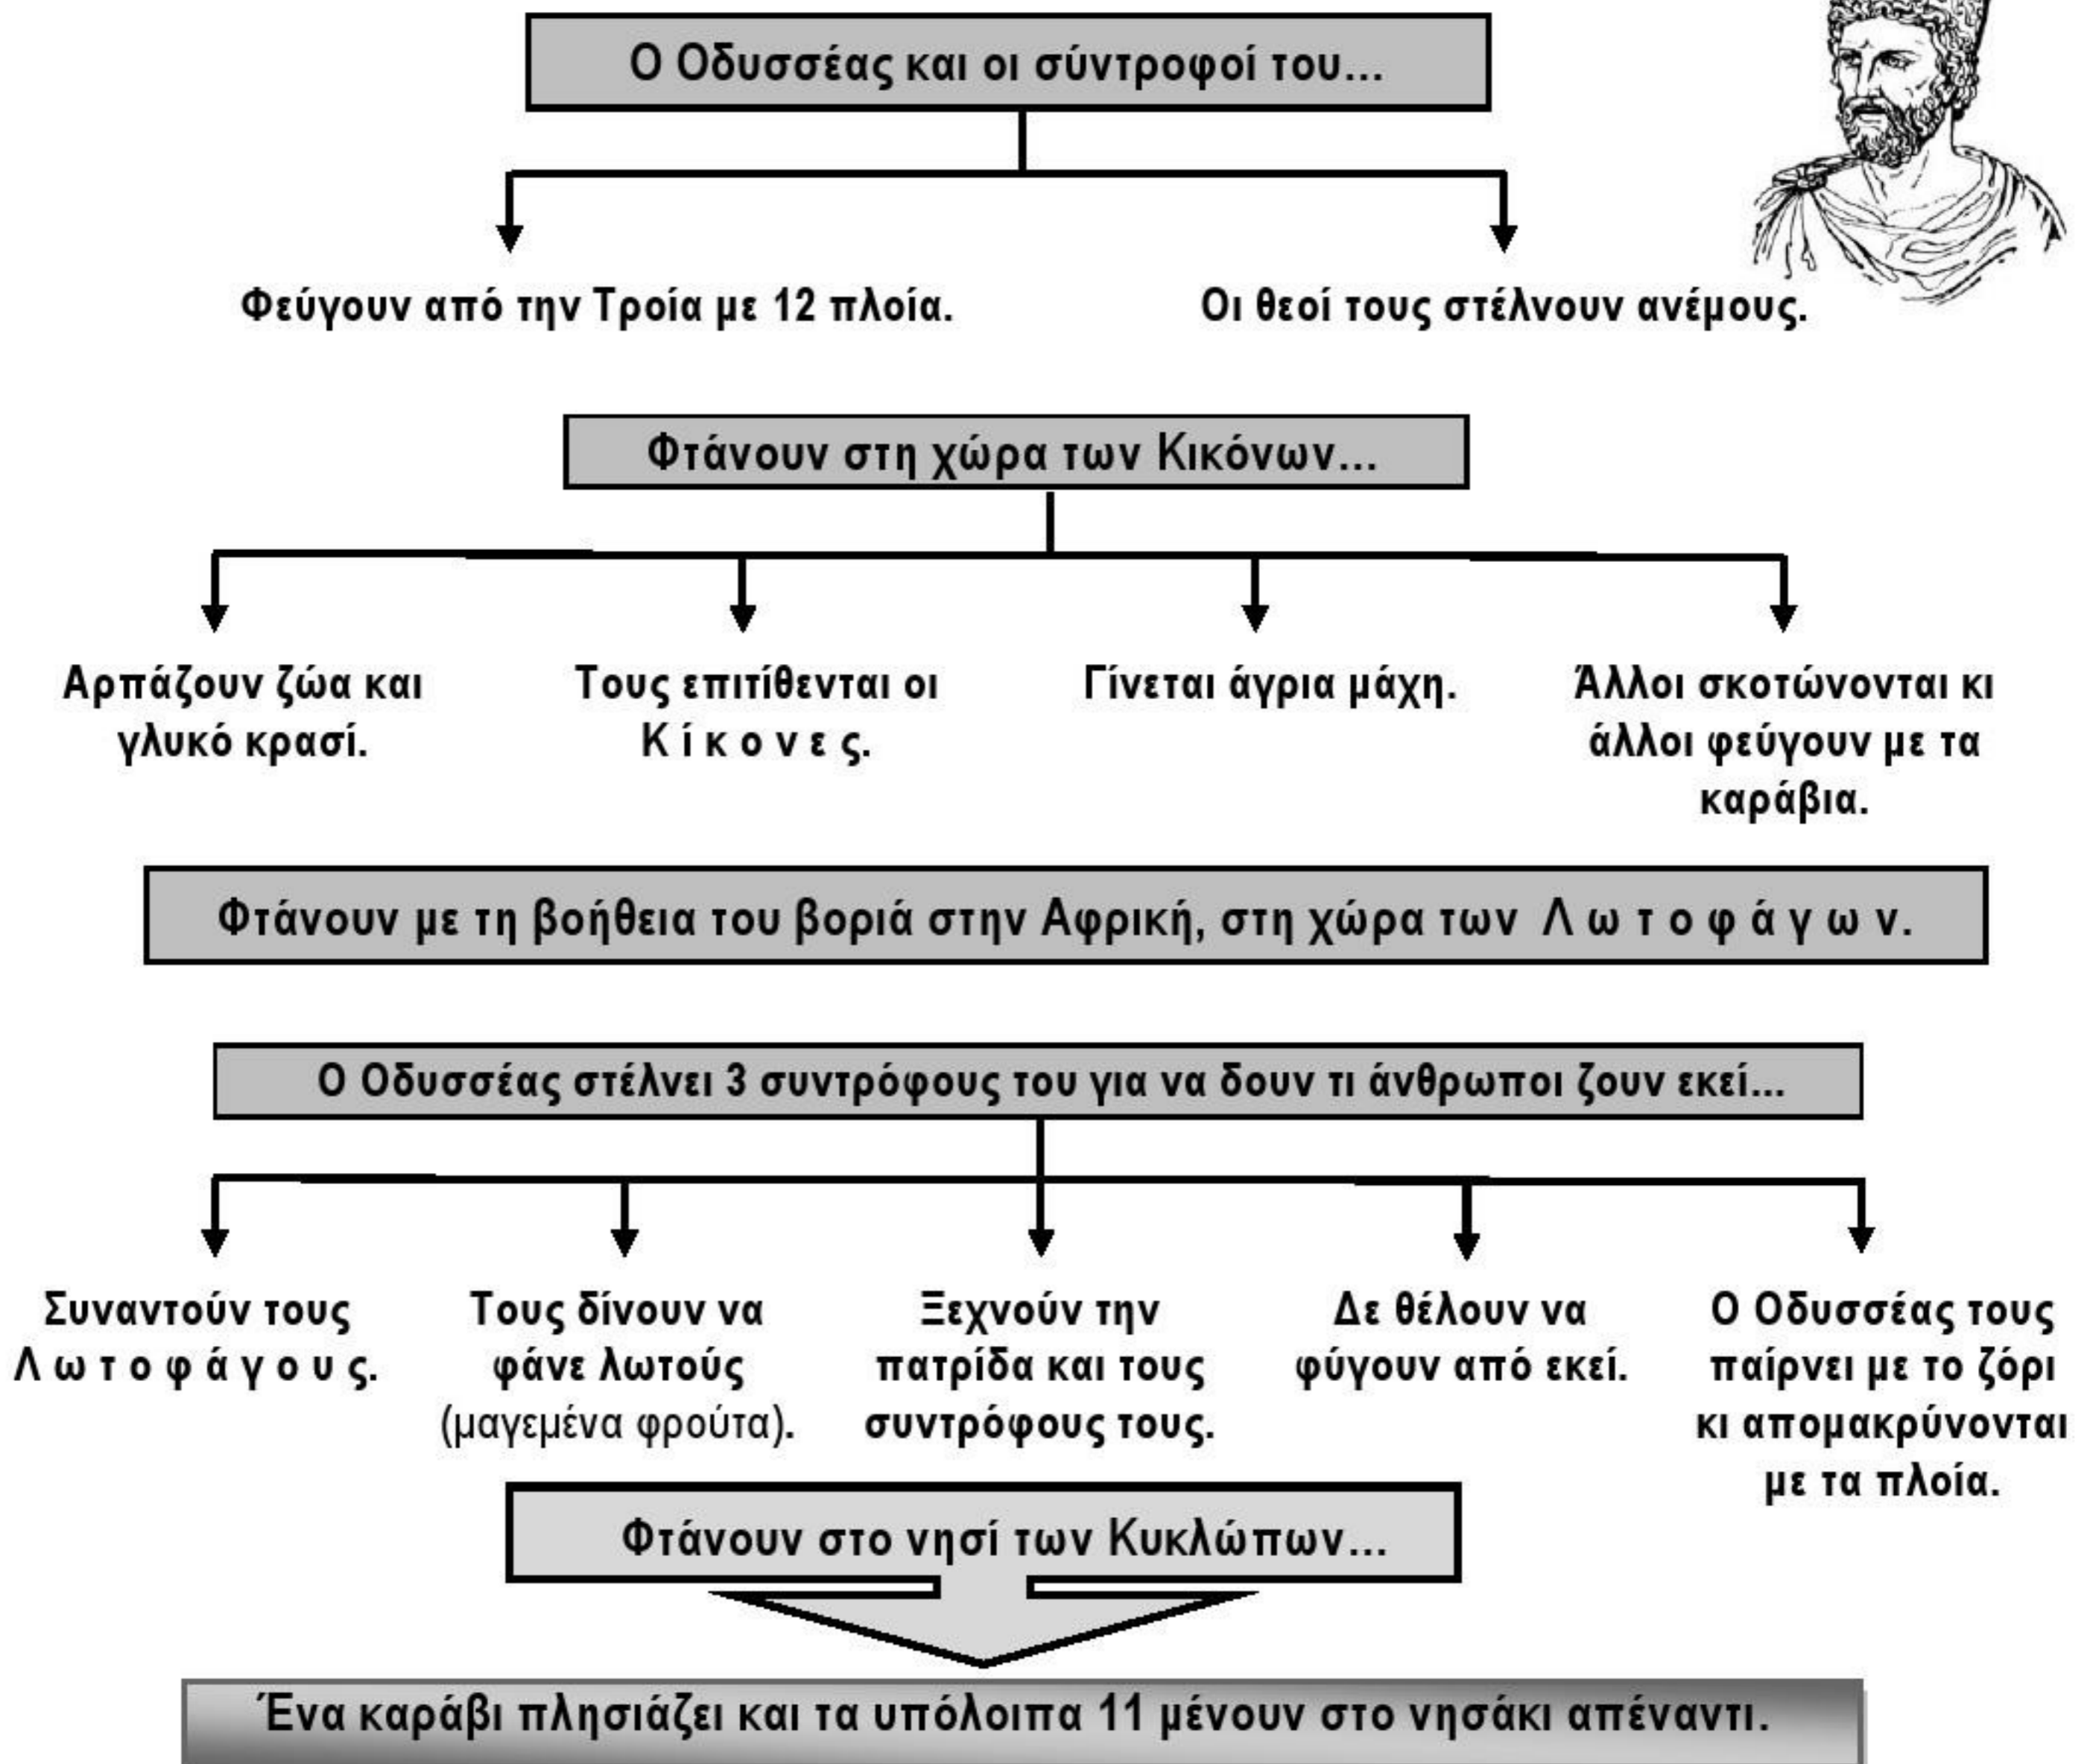 Ο Οδυσσέας και οι σύντροφοί του...
Φεύγουν από την Τροία με 12 πλοία.
Οι θεοί τους στέλνουν ανέμους.
Φτάνουν στη χώρα των Κικόνων...
Αρπάζουν ζώα και
γλυκό κρασί.
Τους επιτίθενται οι
Κ ί κ ο ν ε ς.
Γίνεται άγρια μάχη.
Άλλοι σκοτώνονται κι
άλλοι φεύγουν με τα
καράβια.
Φτάνουν με τη βοήθεια του βοριά στην Αφρική, στη χώρα των Λ ω τ ο φ ά γ ω ν.
Ο Οδυσσέας στέλνει 3 συντρόφους του για να δουν τι άνθρωποι ζουν εκεί...
Συναντούν τους
Λ ω τ ο φ ά γ ο υ ς.
Τους δίνουν να
φάνε λωτούς
(μαγεμένα φρούτα).
Ξεχνούν την
πατρίδα και τους
συντρόφους τους.
Δε θέλουν να
φύγουν από εκεί.
Ο Οδυσσέας τους
παίρνει με το ζόρι
κι απομακρύνονται
με τα πλοία.
Φτάνουν στο νησί των Κυκλώπων...
Ένα καράβι πλησιάζει και τα υπόλοιπα 11 μένουν στο νησάκι απέναντι.